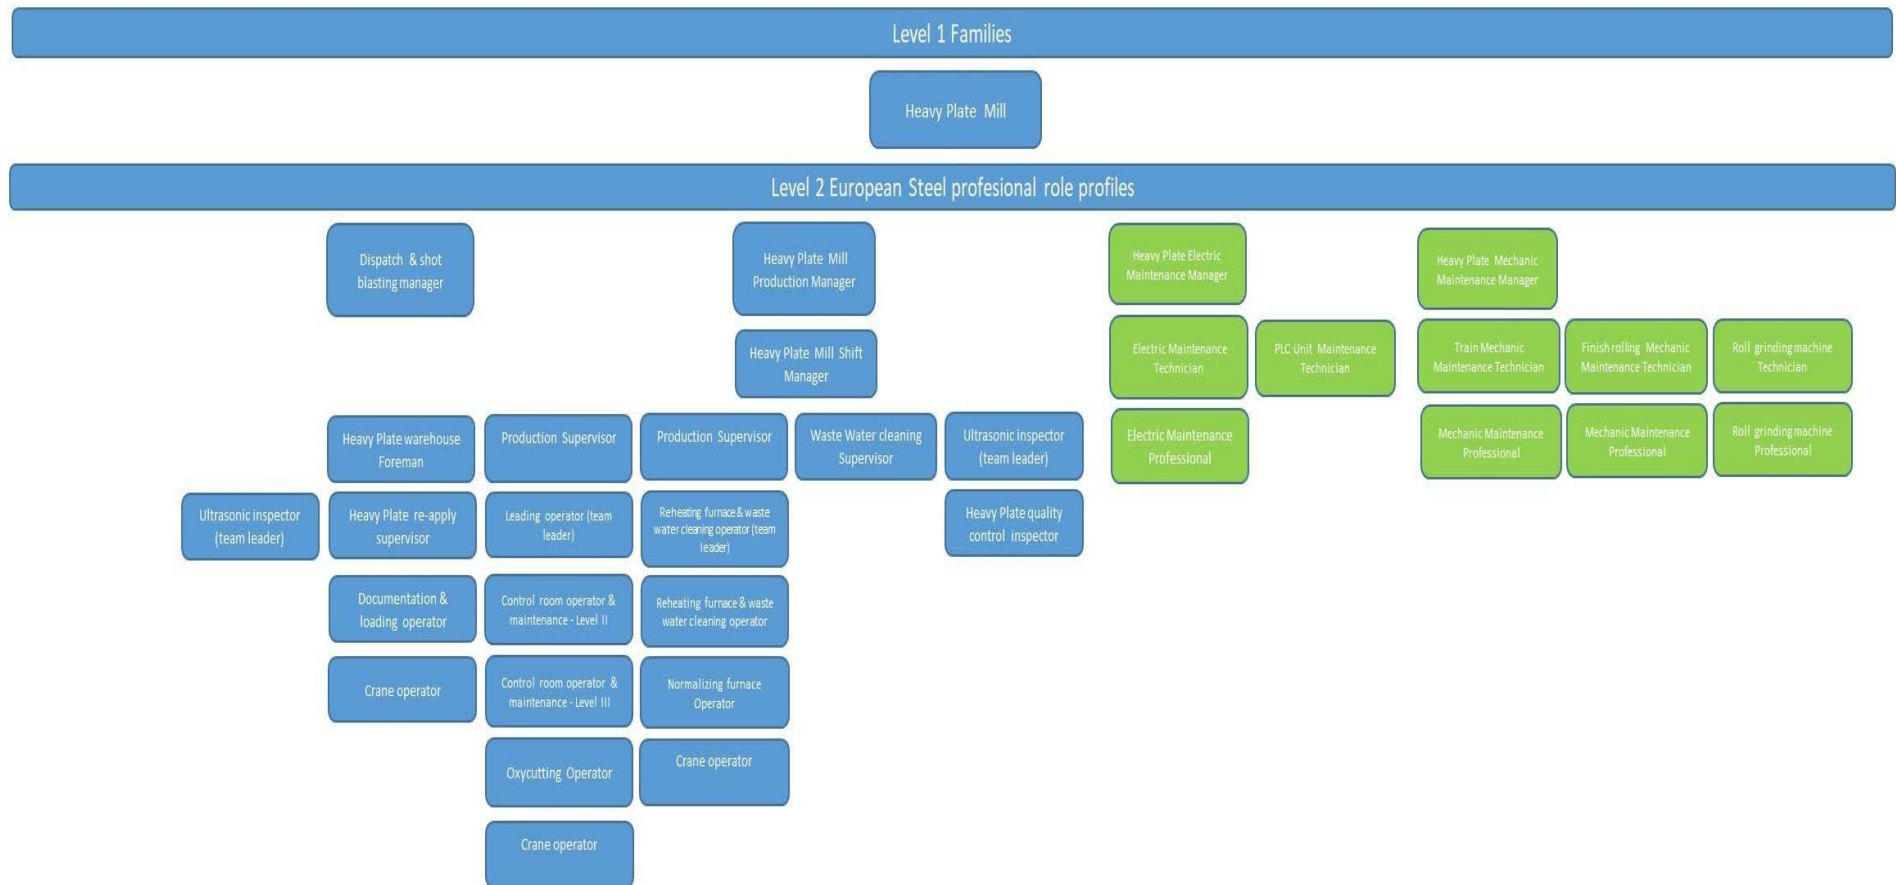 Level 1 Families
Heavy Plate Mill
Level 2 European Steel profesional role profiles
Dispatch & shot
blasting manager
Heavy Plate Mill
Production Manager
Heavy Plate Electric
Maintenance Manager
Heavy Plate Mechanic
Maintenance Manager
Heavy Plate Mill Shift
Manager
Electric Maintenance
Technician
PLC Unit Maintenance
Technician
Train Mechanic
Maintenance Technician
Finish rolling Mechanic
Maintenance Technician
Roll grinding machine
Technician
Heavy Plate warehouse
Foreman
Production Supervisor
Production Supervisor
Waste Water cleaning
Supervisor
Ultrasonic inspector
(team leader)
Electric Maintenance
Professional
Mechanic Maintenance
Professional
Mechanic Maintenance
Professional
Roll grinding machine
Professional
Ultrasonic inspector
(team leader)
Heavy Plate re-apply
supervisor
Leading operator (team
leader)
Reheating furnace & waste
water cleaning operator (team
leader)
Heavy Plate quality
control inspector
Documentation &
loading operator
Control room operator &
maintenance - Level II
Reheating furnace & waste
water cleaning operator
Crane operator
Control room operator &
maintenance - Level III
Normalizing furnace
Operator
Oxycutting Operator
Crane operator
Crane operator